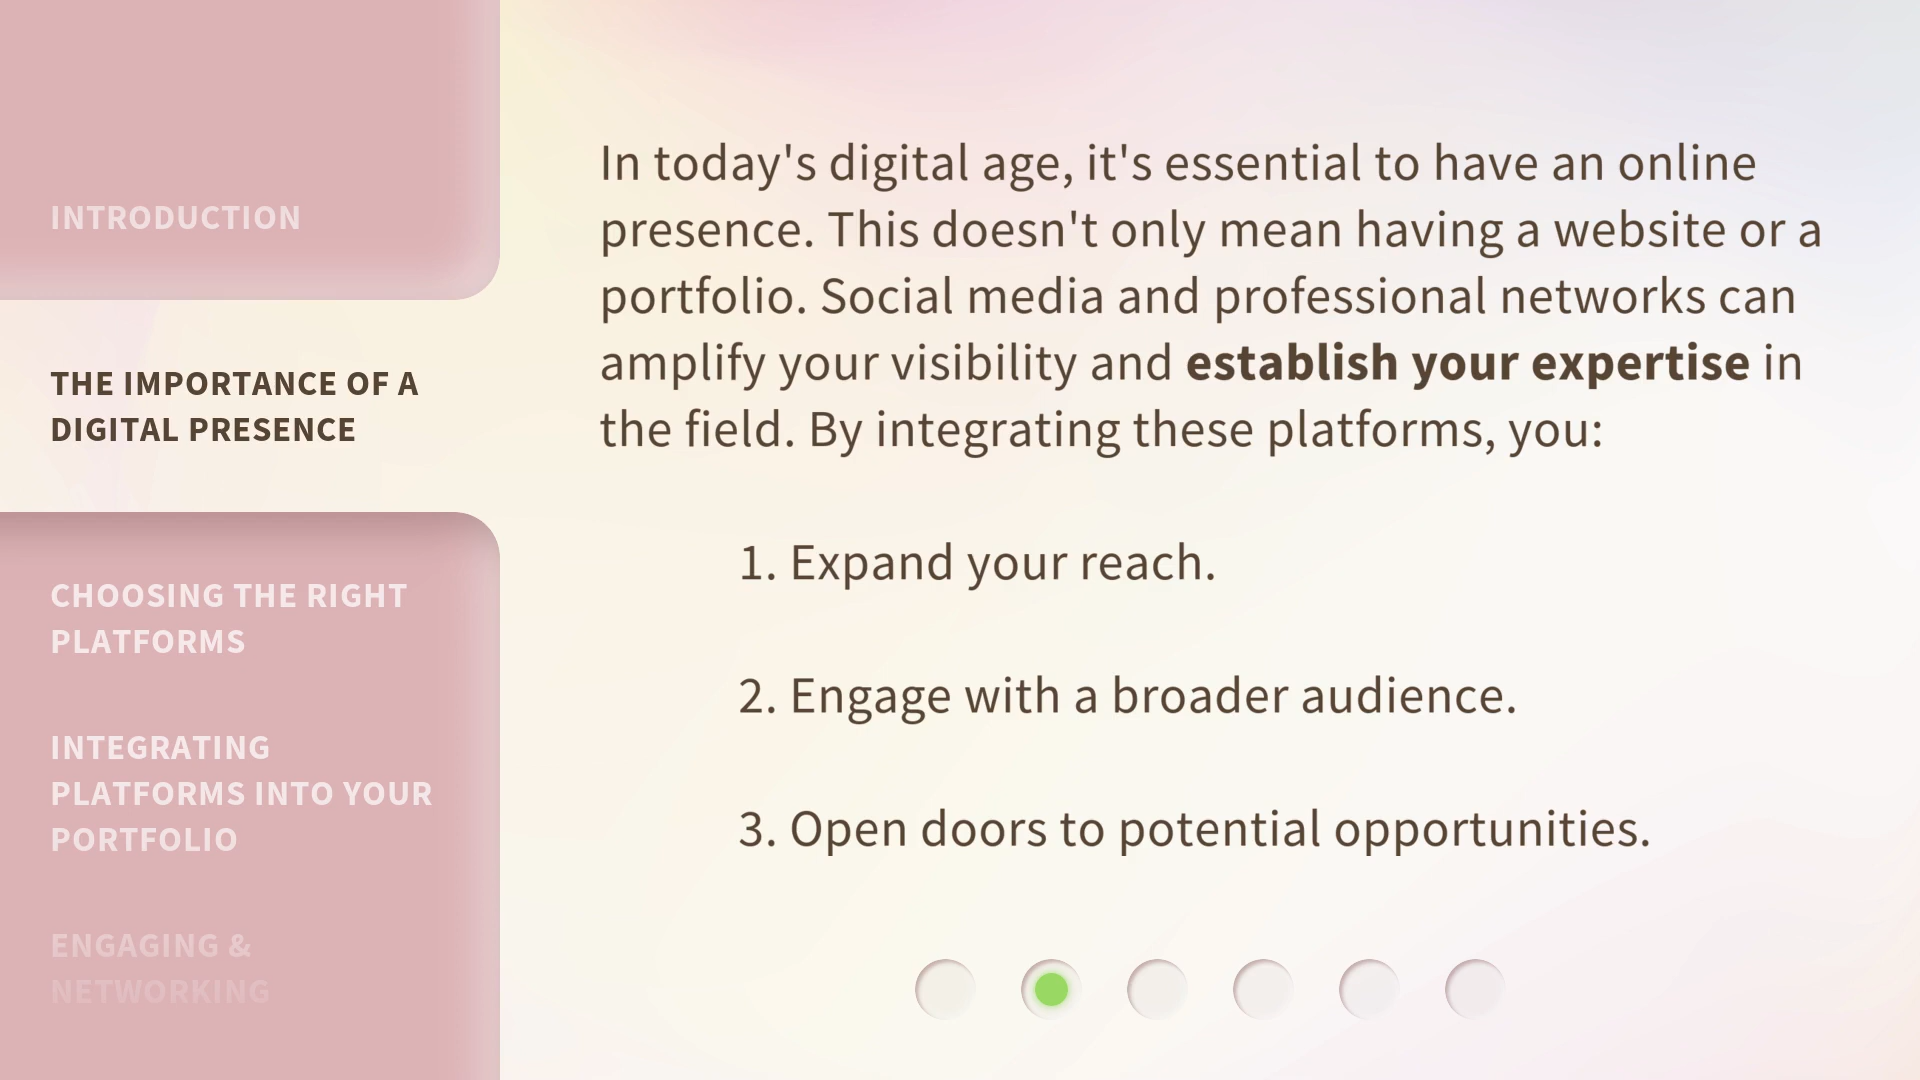 INTRODUCTION
THE IMPORTANCE OF A
DIGITAL PRESENCE
CHOOSING THE RIGHT
PLATFORMS
INTEGRATING
PLATFORMS INTO YOUR
PORTFOLIO
ENGAGING &
NETWORKING
In today's digital age, it's essential to have an online
presence. This doesn't only mean having a website or a
portfolio. Social media and professional networks can
amplify your visibility and establish your expertise in
the field. By integrating these platforms, you:
1. Expand your reach.
2. Engage with a broader audience.
3. Open doors to potential opportunities.